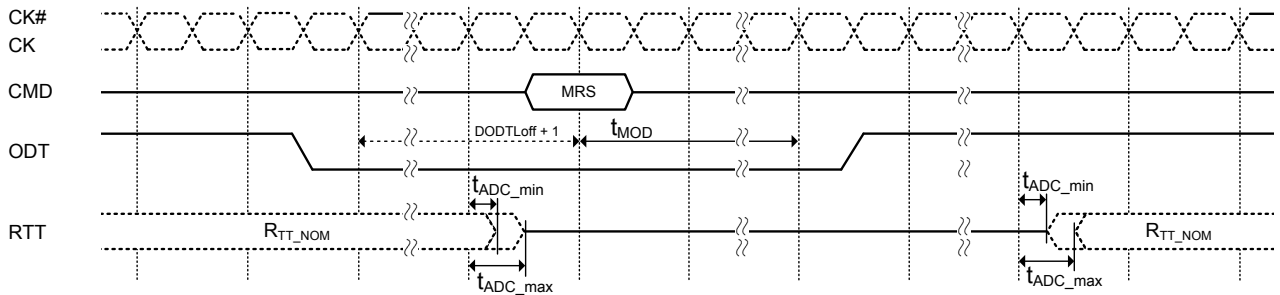 CK#
CK
CMD
MRS
ODT
DODTLoff + 1
tMOD
tADC_min
tADC_min
RTT
RTT_NOM
RTT_NOM
tADC_max
tADC_max